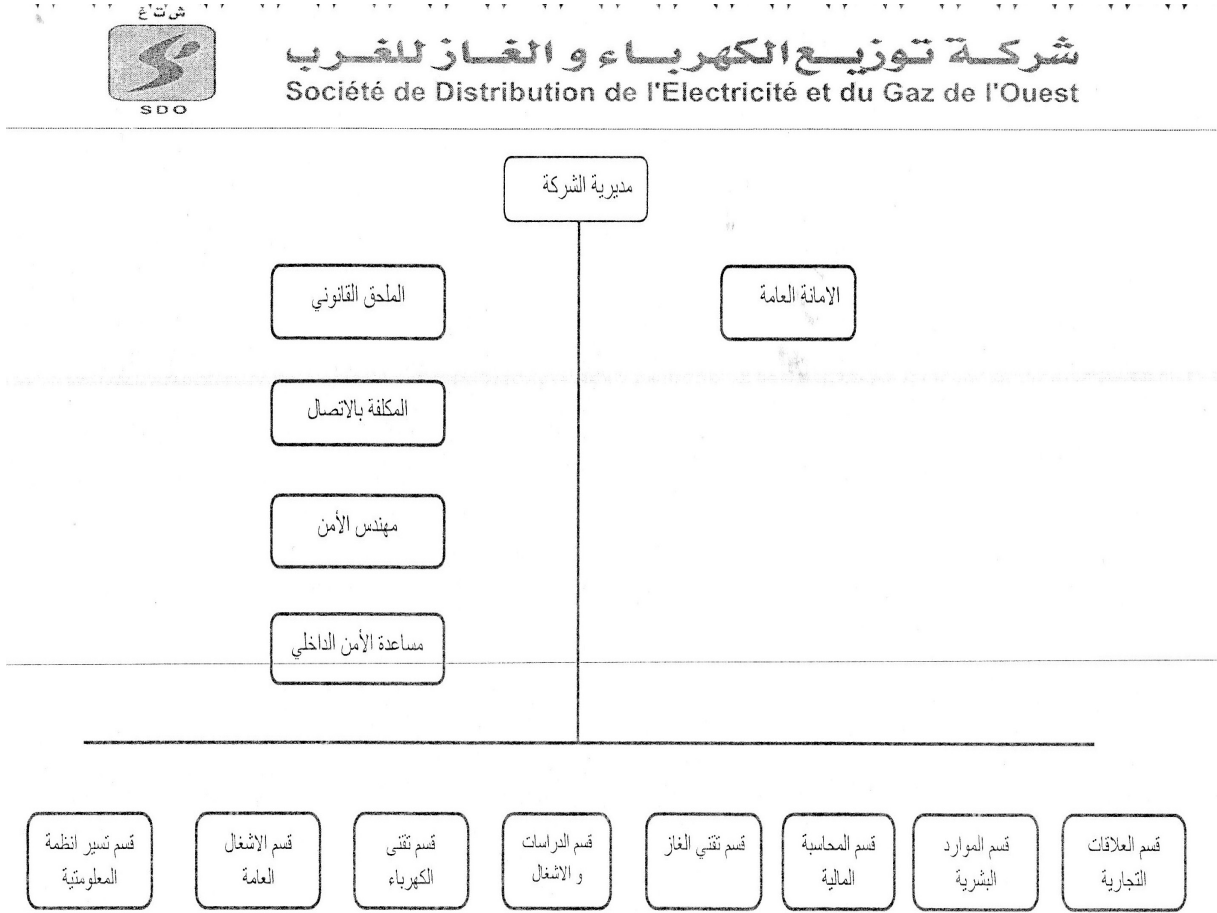 ش'ت'غ
SDO
شركة توزيع الكهرباء و الغاز للغرب
Société de Distribution de l'Electricité et du Gaz de l'Ouest
مديرية الشركة
الامانة العامة
الملحق القانوني
المكلفة بالاتصال
مهندس الأمن
مساعدة الأمن الداخلي
قسم العلاقات
التجارية
قسم الموارد
البشرية
قسم المحاسبة
المالية
قسم تقني الغاز
قسم الدراسات
و الاشغال
قسم تقنى
الكهرباء
قسم الاشغال
العامة
قسم تسير انظمة
المعلومتية